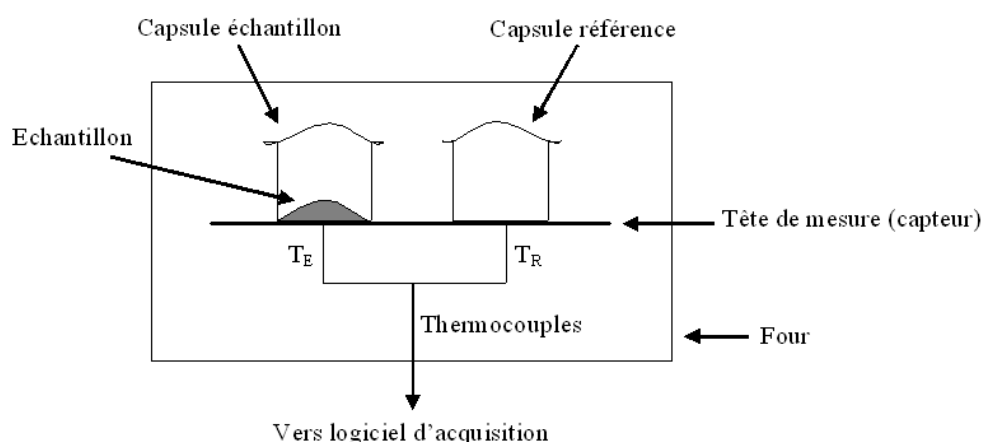 Capsule échantillon
Capsule référence
Echantillon
Tête de mesure (capteur)
T_E
T_R
Thermocouples
Four
Vers logiciel d'acquisition